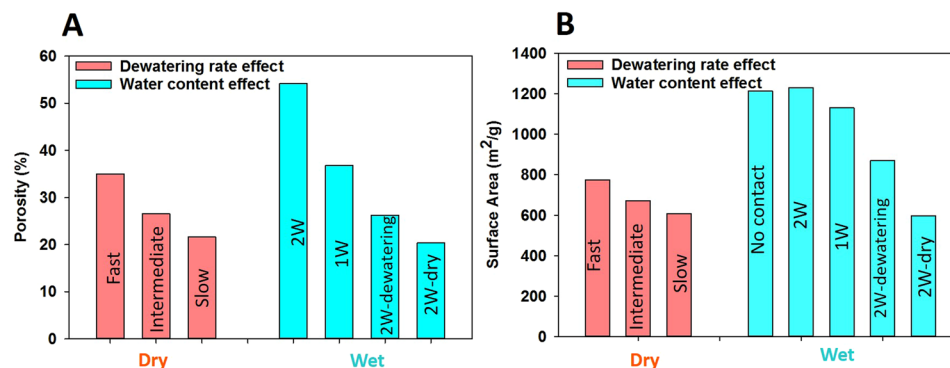 A
Porosity (%)
60
50
40
30
20
10
0
Dewatering rate effect
Water content effect
Fast
Intermediate
Slow
2W
1W
2W-dewatering
2W-dry
Dry
Wet
B
Surface Area (m²/g)
1400
1200
1000
800
600
400
200
0
Dewatering rate effect
Water content effect
Fast
Intermediate
Slow
No contact
2W
1W
2W-dewatering
2W-dry
Dry
Wet